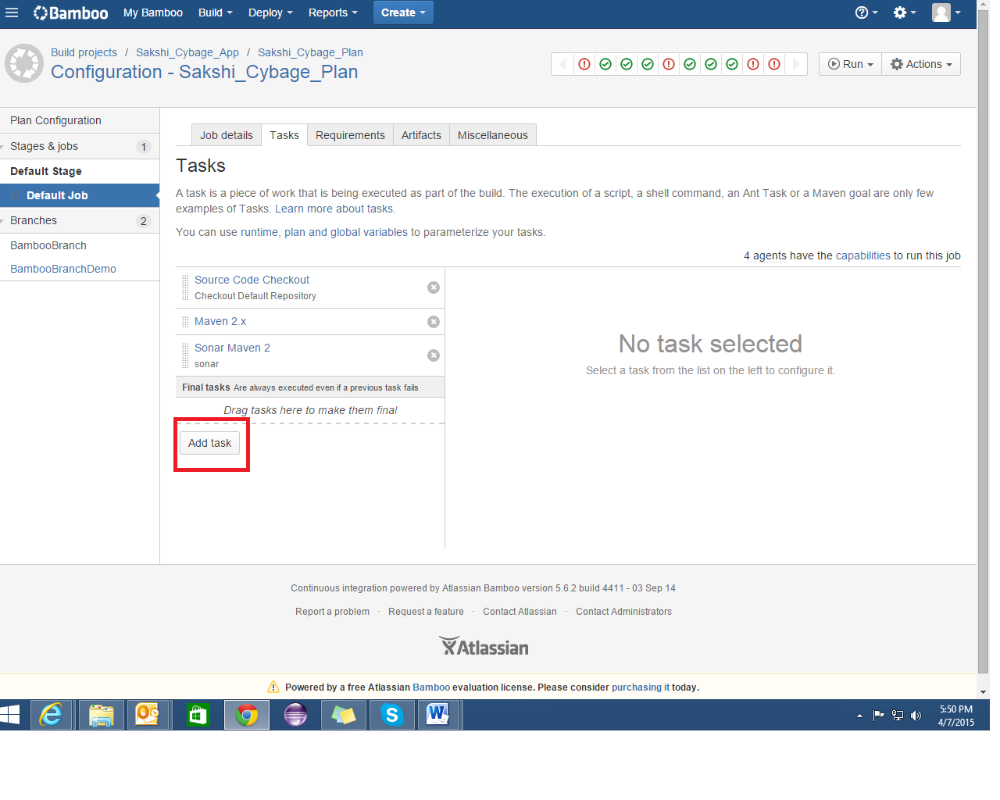 Bamboo My Bamboo Build Deploy Reports Create
Build projects / Sakshi_Cybage_App / Sakshi_Cybage_Plan
Configuration - Sakshi_Cybage_Plan
Run Actions
Plan Configuration
Stages & jobs 1
Default Stage
Default Job
Branches 2
BambooBranch
BambooBranchDemo
Job details Tasks Requirements Artifacts Miscellaneous
Tasks
A task is a piece of work that is being executed as part of the build. The execution of a script, a shell command, an Ant Task or a Maven goal are only few
examples of Tasks. Learn more about tasks.
You can use runtime, plan and global variables to parameterize your tasks.
4 agents have the capabilities to run this job
Source Code Checkout
Checkout Default Repository
Maven 2.x
Sonar Maven 2
sonar
Final tasks Are always executed even if a previous task fails
Drag tasks here to make them final
Add task
No task selected
Select a task from the list on the left to configure it.
Continuous integration powered by Atlassian Bamboo version 5.6.2 build 4411 - 03 Sep 14
Report a problem · Request a feature · Contact Atlassian · Contact Administrators
Atlassian
Powered by a free Atlassian Bamboo evaluation license. Please consider purchasing it today.
5:50 PM
4/7/2015